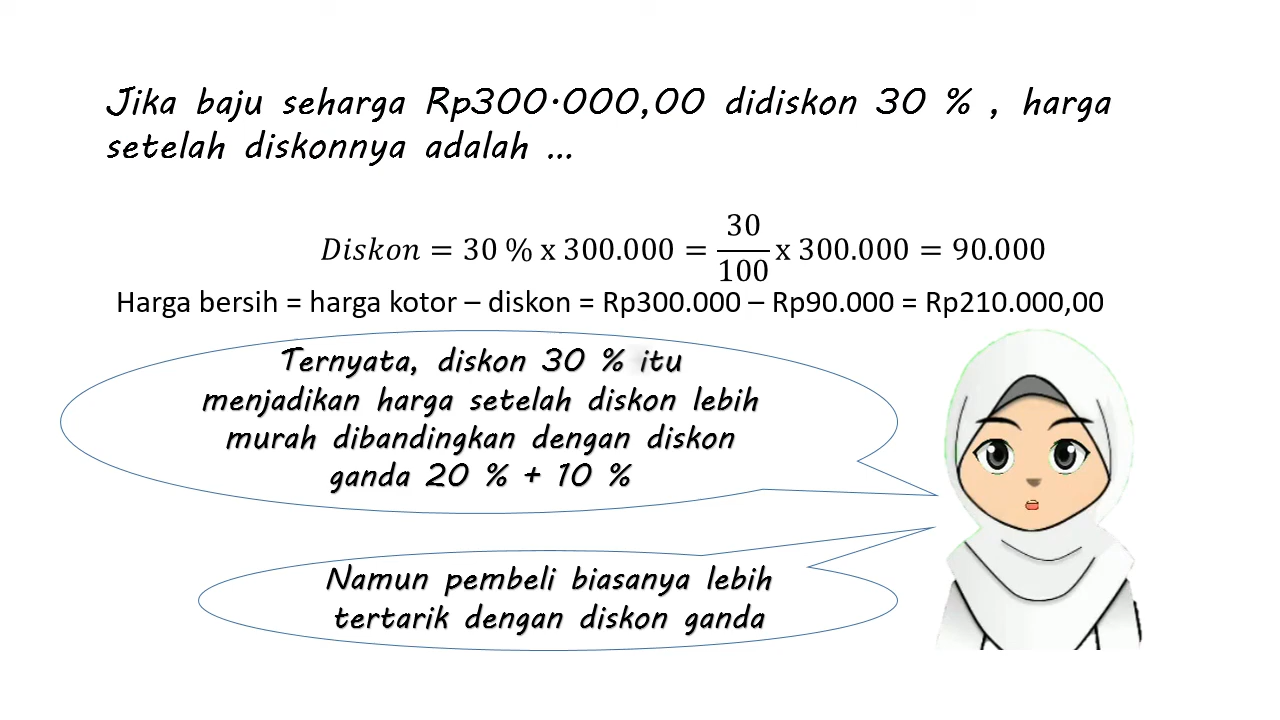 Jika baju seharga Rp300.000,00 didiskon 30 % , harga
setelah diskonnya adalah ...
Diskon = 30 % x 300.000 = 30/100 x 300.000 = 90.000
Harga bersih = harga kotor – diskon = Rp300.000 – Rp90.000 = Rp210.000,00
Ternyata, diskon 30 % itu
menjadikan harga setelah diskon lebih
murah dibandingkan dengan diskon
ganda 20 % + 10 %
Namun pembeli biasanya lebih
tertarik dengan diskon ganda